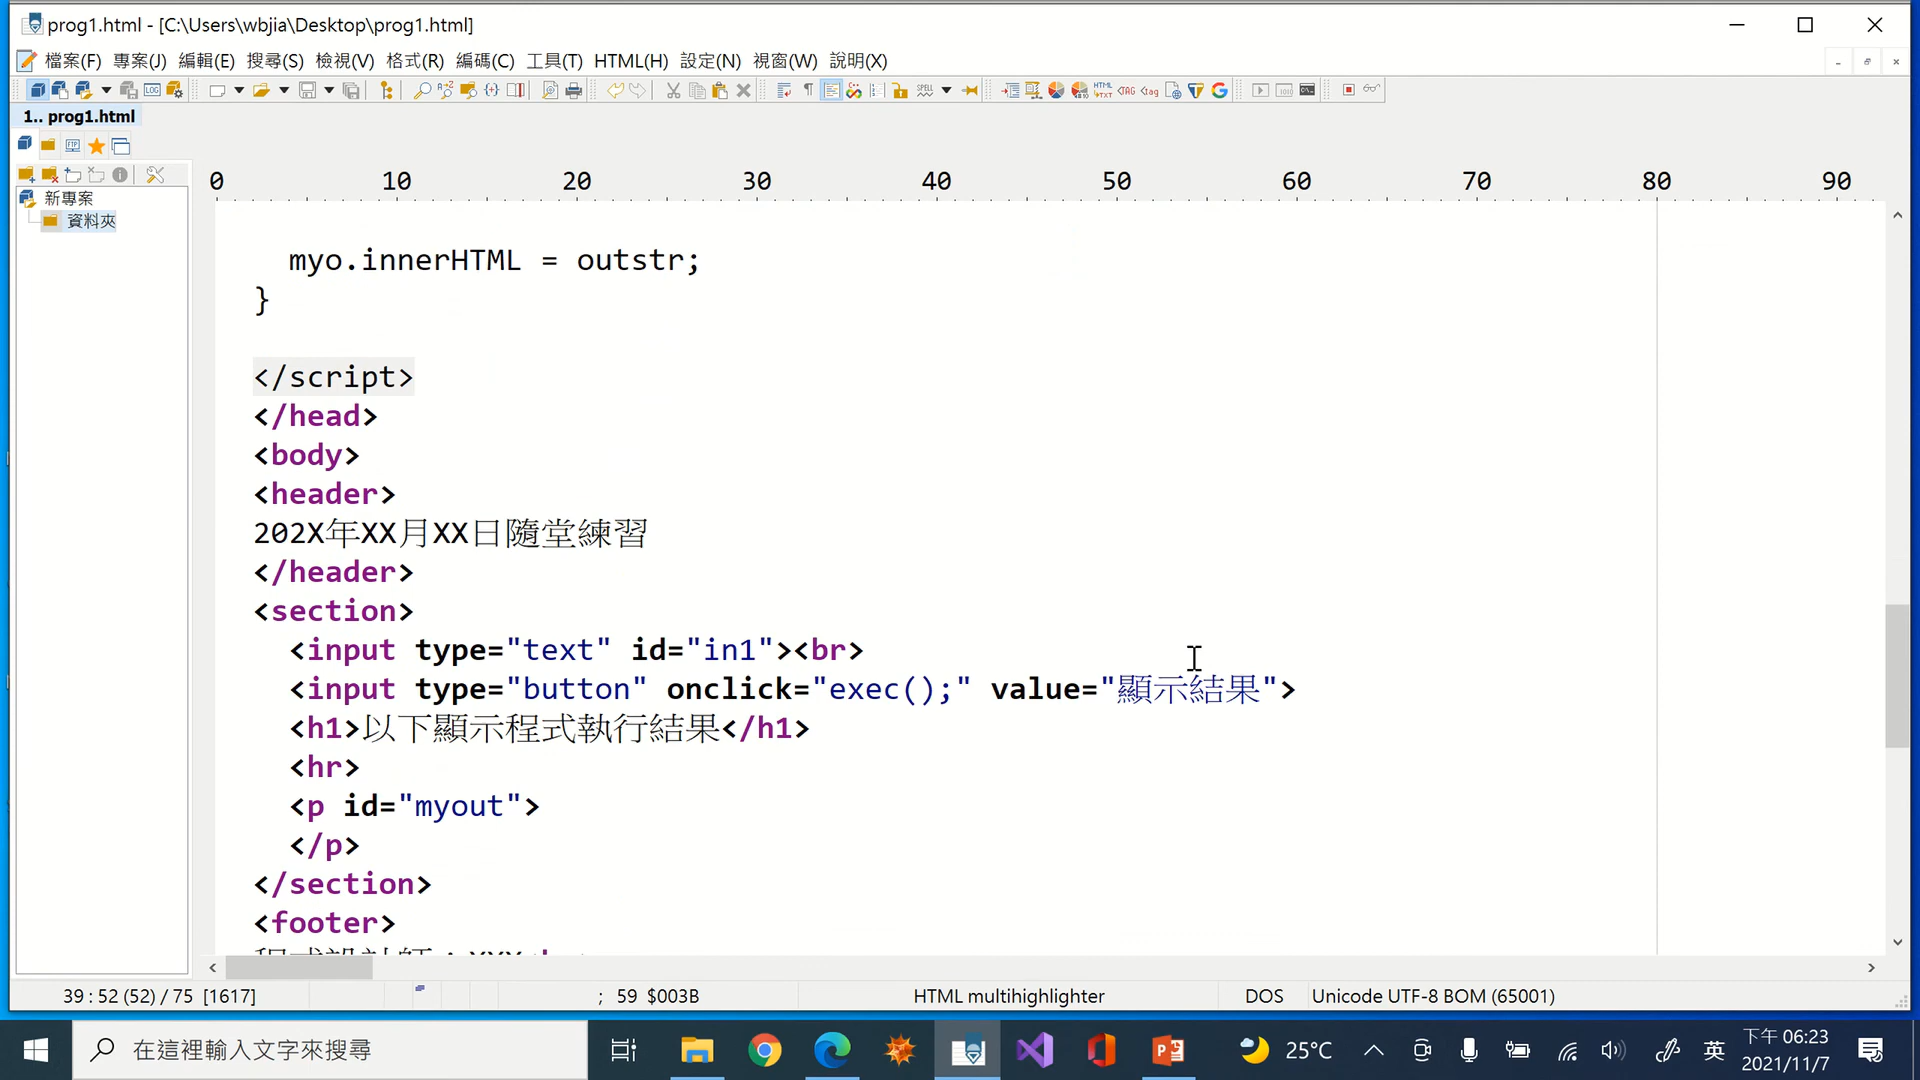 prog1.html - [C:\Users\wbjia\Desktop\prog1.html]
檔案(F) 專案(J) 編輯(E) 搜尋(S) 檢視(V) 格式(R) 編碼(C) 工具(T) HTML(H) 設定(N) 視窗(W) 說明(X)
1.. prog1.html
新專案
資料夾
0 10 20 30 40 50 60 70 80 90
myo.innerHTML = outstr;
}
</script>
</head>
<body>
<header>
202X年XX月XX日隨堂練習
</header>
<section>
<input type="text" id="in1"><br>
<input type="button" onclick="exec();" value="顯示結果">
<h1>以下顯示程式執行結果</h1>
<hr>
<p id="myout">
</p>
</section>
<footer>
39 : 52 (52) / 75 [1617] ; 59 $003B HTML multihighlighter DOS Unicode UTF-8 BOM (65001)
在這裡輸入文字來搜尋
25°C
英
下午 06:23
2021/11/7